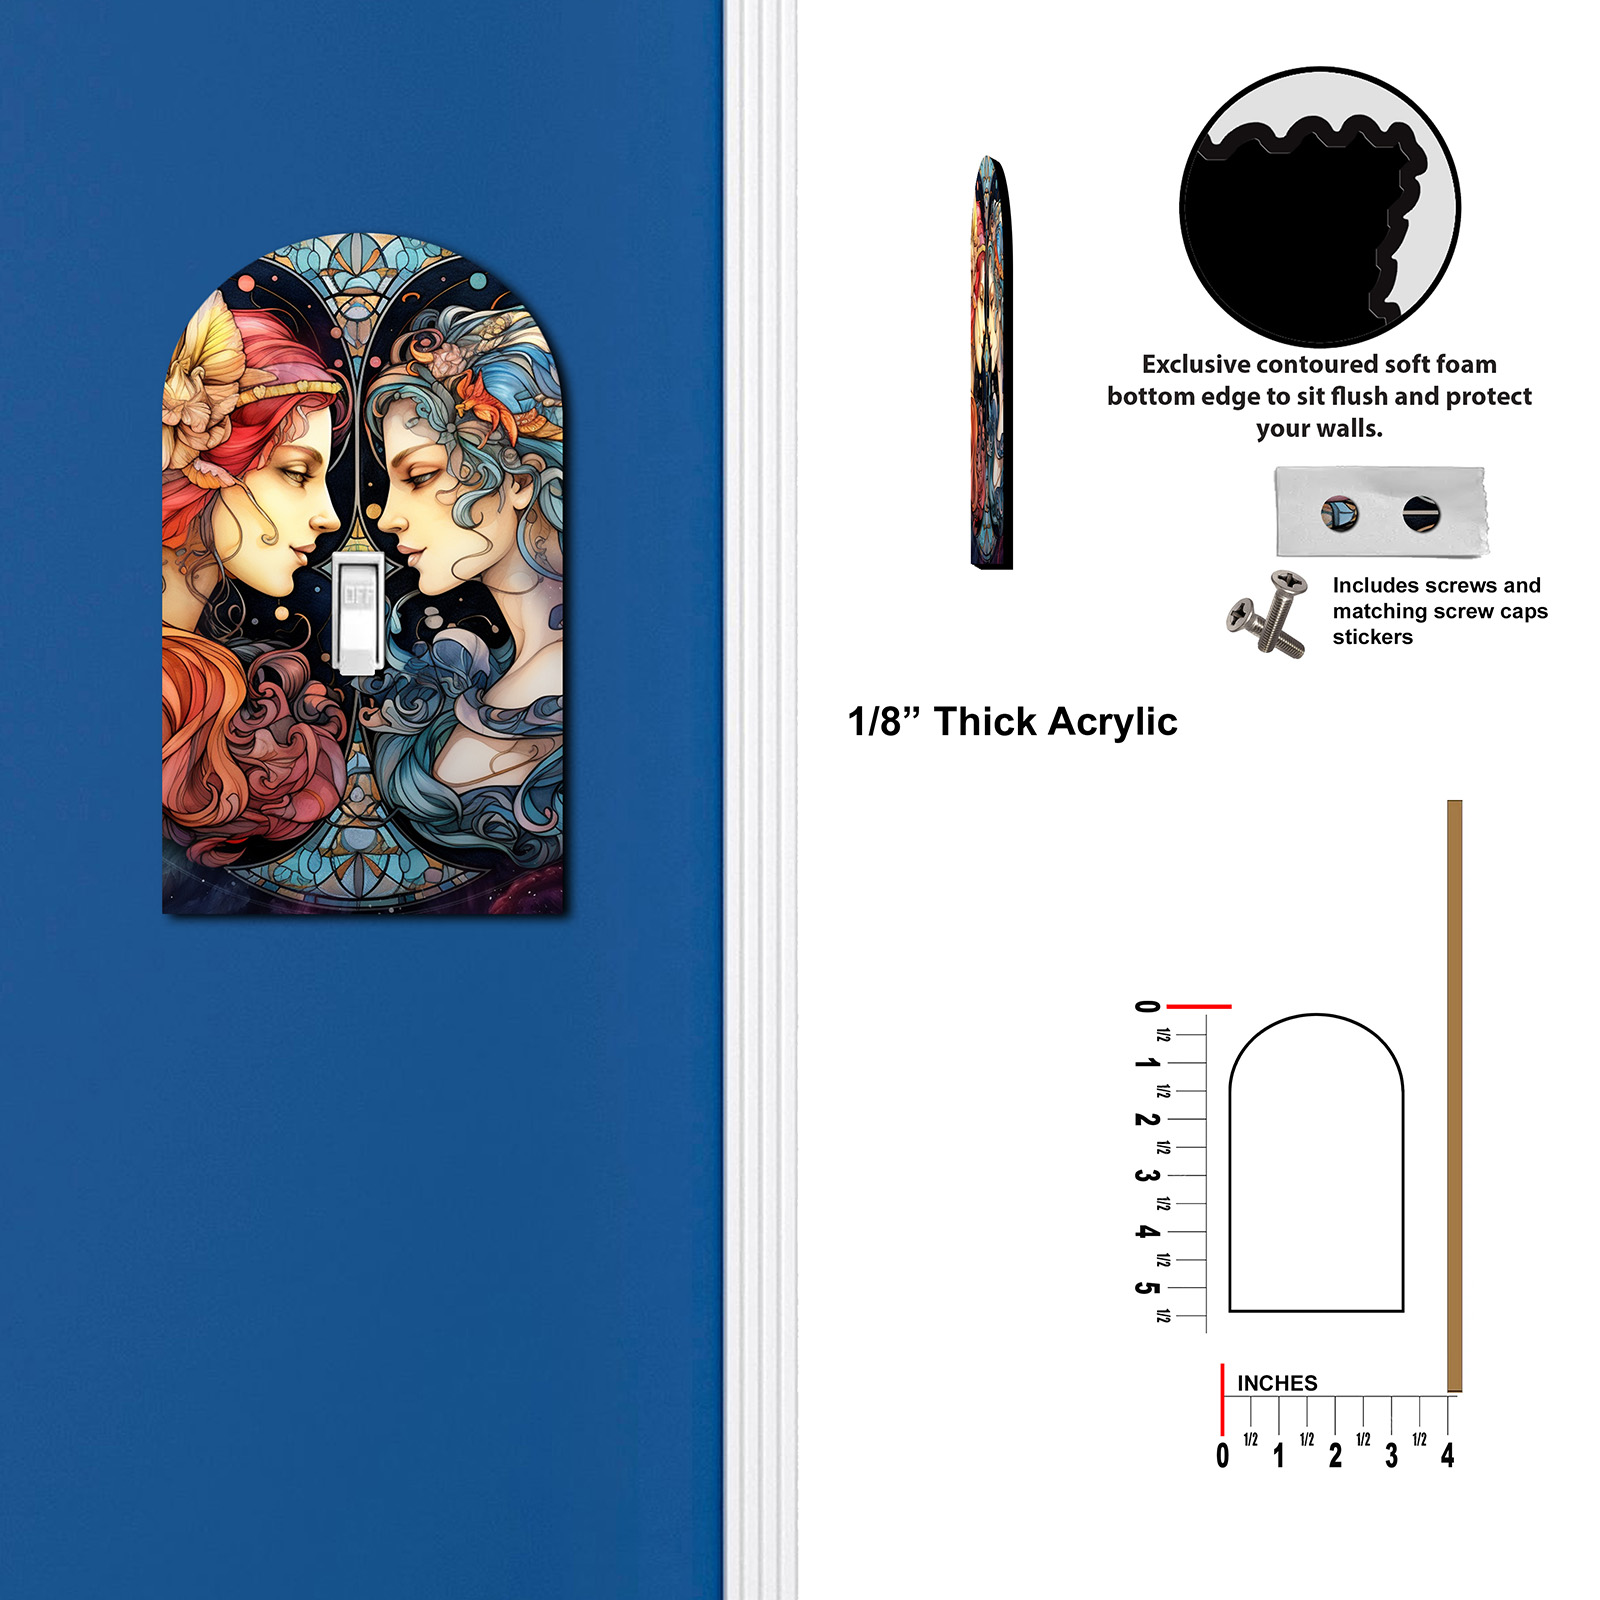 OFF
Exclusive contoured soft foam
bottom edge to sit flush and protect
your walls.
Includes screws and
matching screw caps
stickers
1/8” Thick Acrylic
0
1/2
1
1/2
2
1/2
3
1/2
4
1/2
5
1/2
INCHES
0 1/2 1 1/2 2 1/2 3 1/2 4